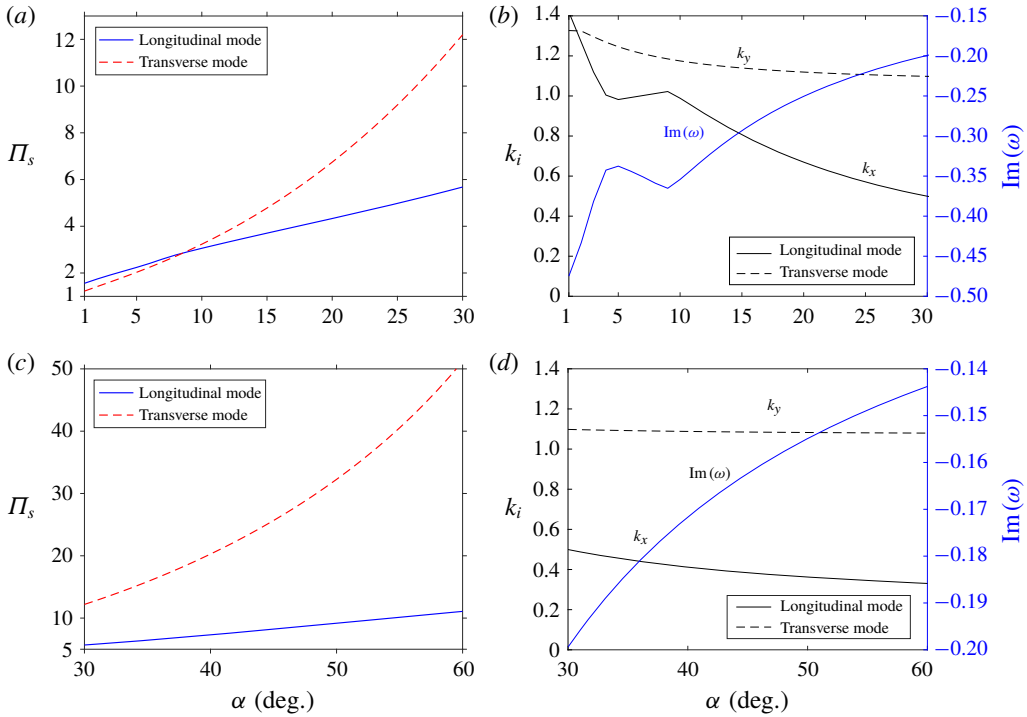 (a)
Longitudinal mode
Transverse mode
12
10
8
6
4
2
1
Π_s
1 5 10 15 20 25 30
(b)
1.4
1.2
1.0
0.8
0.6
0.4
0.2
0
k_i
k_y
Im (ω)
k_x
Longitudinal mode
Transverse mode
1 5 10 15 20 25 30
−0.15
−0.20
−0.25
−0.30
−0.35
−0.40
−0.45
−0.50
Im (ω)
(c)
Longitudinal mode
Transverse mode
50
40
30
20
10
5
Π_s
30 40 50 60
α (deg.)
(d)
1.4
1.2
1.0
0.8
0.6
0.4
0.2
0
k_i
k_y
Im (ω)
k_x
Longitudinal mode
Transverse mode
30 40 50 60
α (deg.)
−0.14
−0.15
−0.16
−0.17
−0.18
−0.19
−0.20
Im (ω)